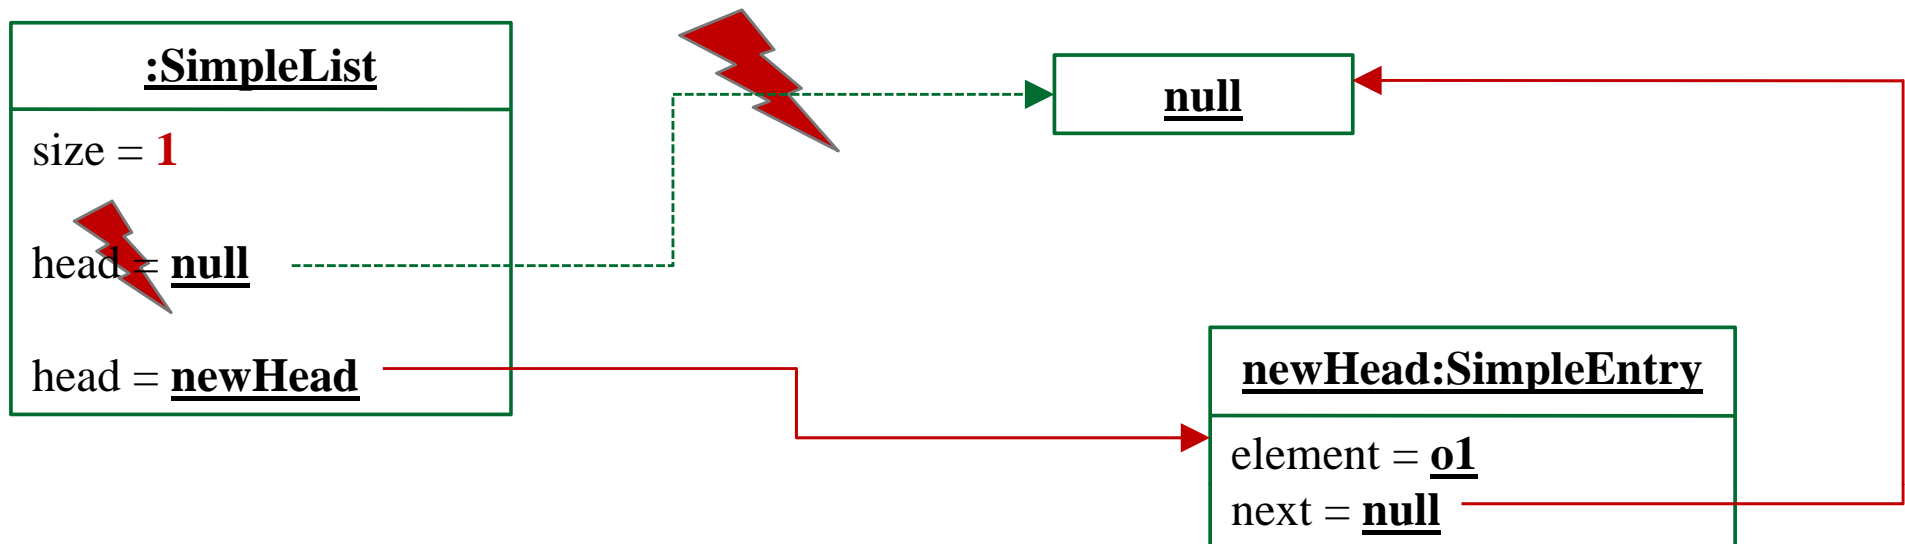 :SimpleList
size = 1
head = null
head = newHead
null
newHead:SimpleEntry
element = o1
next = null